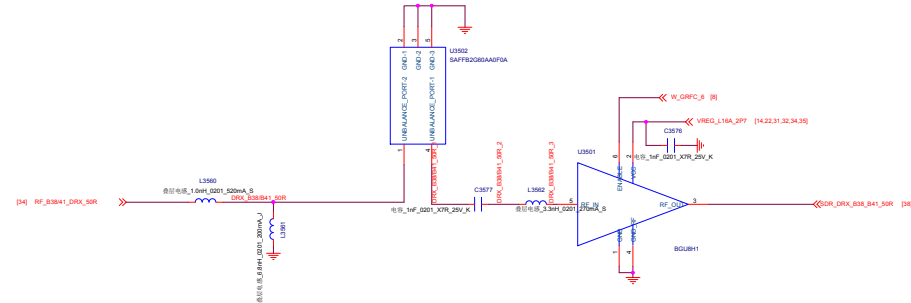 2
3
5
GND-1
GND-2
GND-3
U3502
SAFFB2G60AA0F0A
UNBALANCE_PORT-2
UNBALANCE_PORT-1
1
4
W_GRFC_6 [8]
VREG_L16A_2P7 [14,22,31,32,34,35]
C3576
电容_1nF_0201_X7R_25V_K
U3501
6
2
ENABLE
VCC
DRX_B38/B41_50R_2
DRX_B38/B41_50R_3
L3560
叠层电感_1.0nH_0201_520mA_S
DRX_B38/B41_50R
[34] RF_B38/41_DRX_50R
C3577
电容_1nF_0201_X7R_25V_K
L3562
叠层电感_3.3nH_0201_270mA_S
5
RF_IN
RF_OUT
3
SDR_DRX_B38_B41_50R [38]
L3561
叠层电感_6.8nH_0201_200mA_J
GND
GND_RF
1
4
BGU8H1